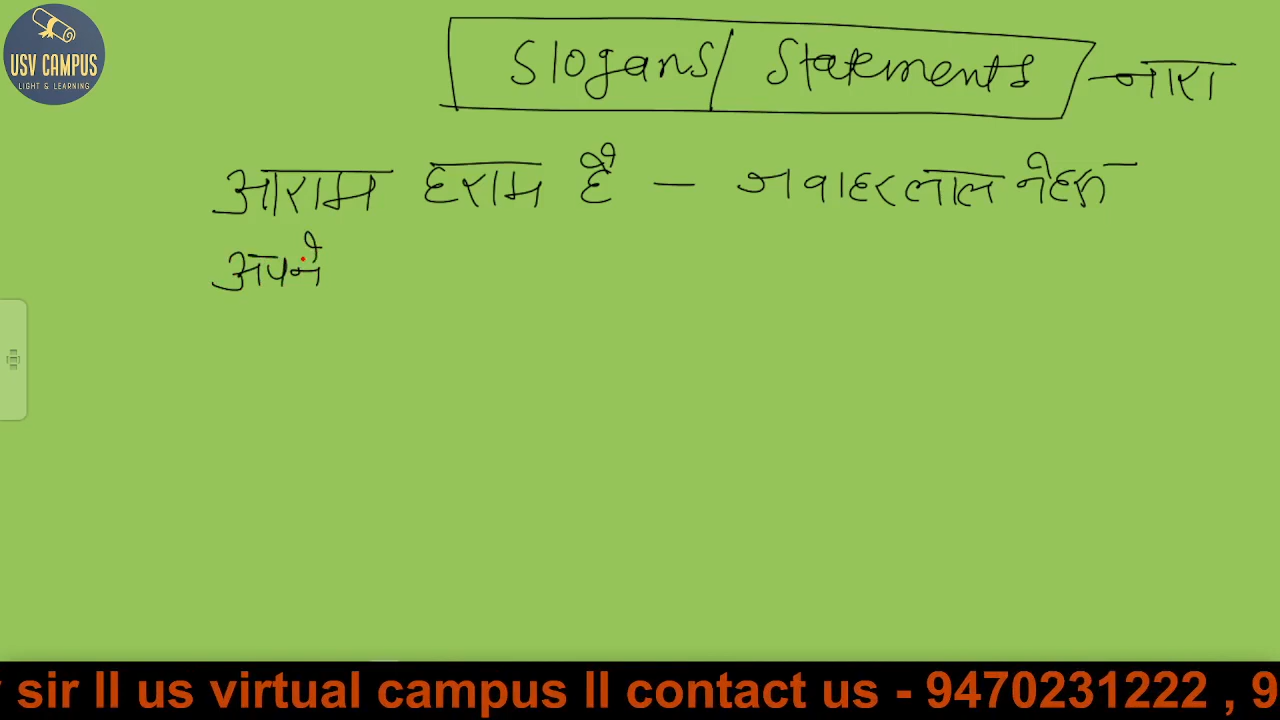 USV CAMPUS
LIGHT & LEARNING
Slogans/ Statements - नारा
आराम हराम है - जवाहरलाल नेहरू
अपने
sir ll us virtual campus ll contact us - 9470231222 , 9